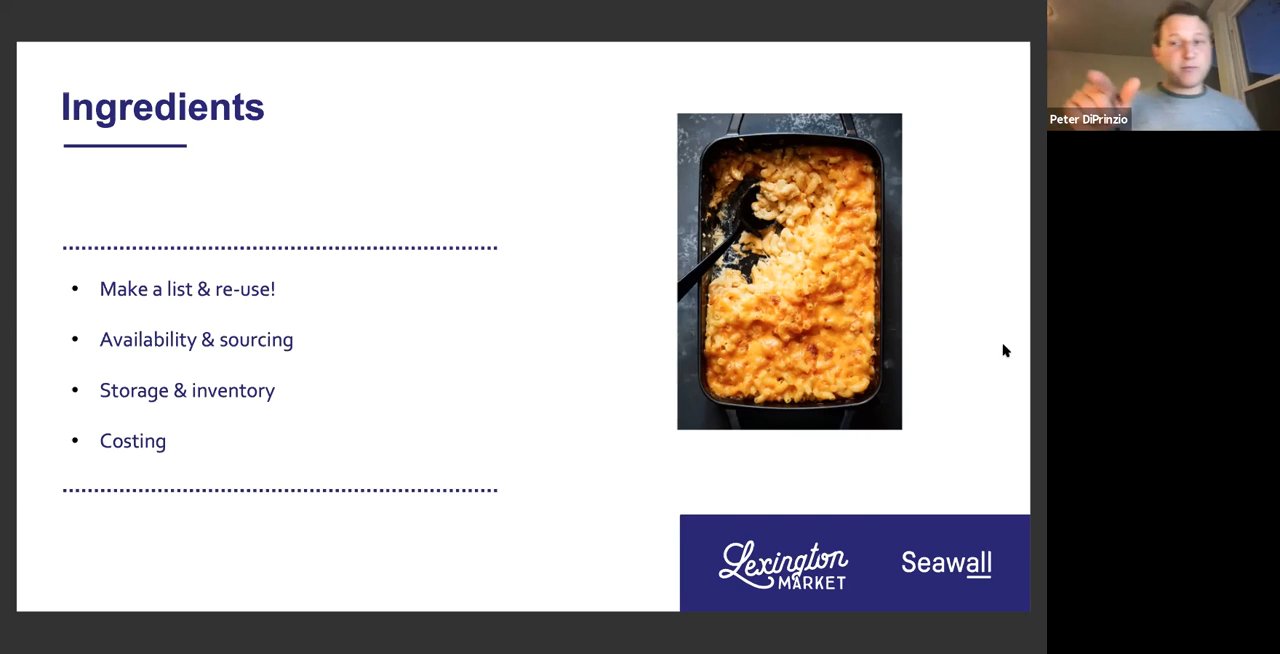 Ingredients
Make a list & re-use!
Availability & sourcing
Storage & inventory
Costing
Lexington
MARKET
Seawall
Peter DiPrinzio